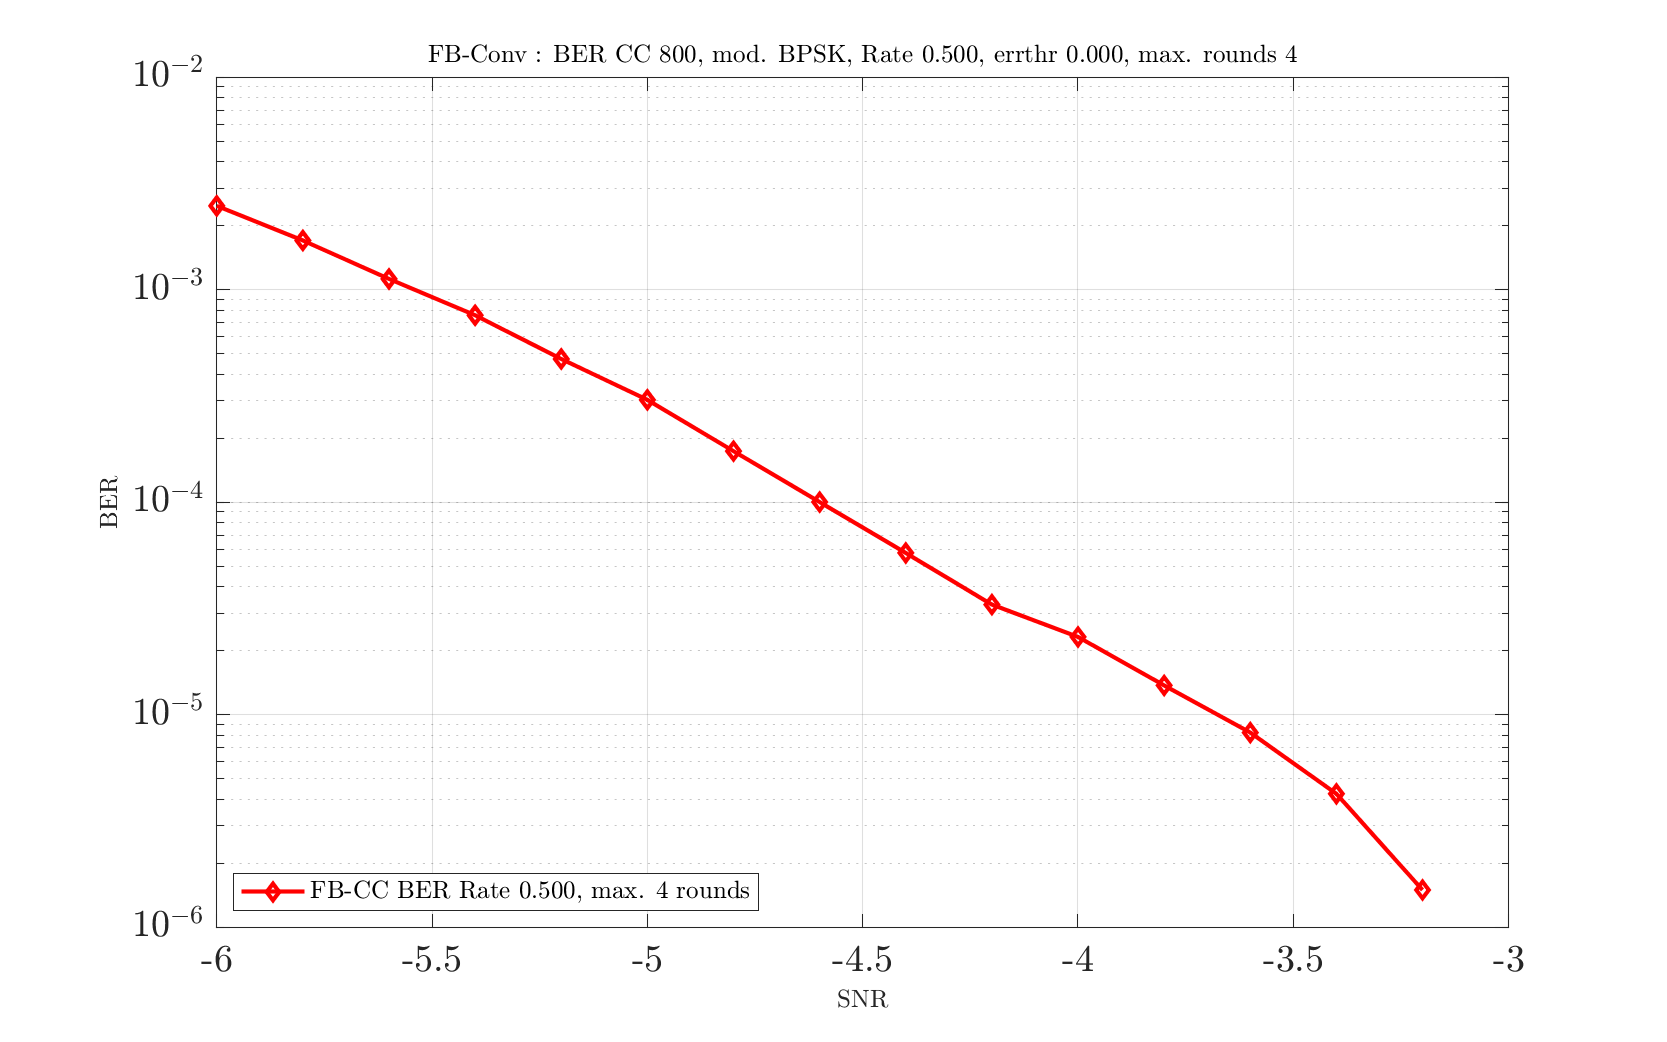 FB-Conv : BER CC 800, mod. BPSK, Rate 0.500, errthr 0.000, max. rounds 4
10^{-2}
10^{-3}
10^{-4}
10^{-5}
10^{-6}
BER
FB-CC BER Rate 0.500, max. 4 rounds
-6 -5.5 -5 -4.5 -4 -3.5 -3
SNR